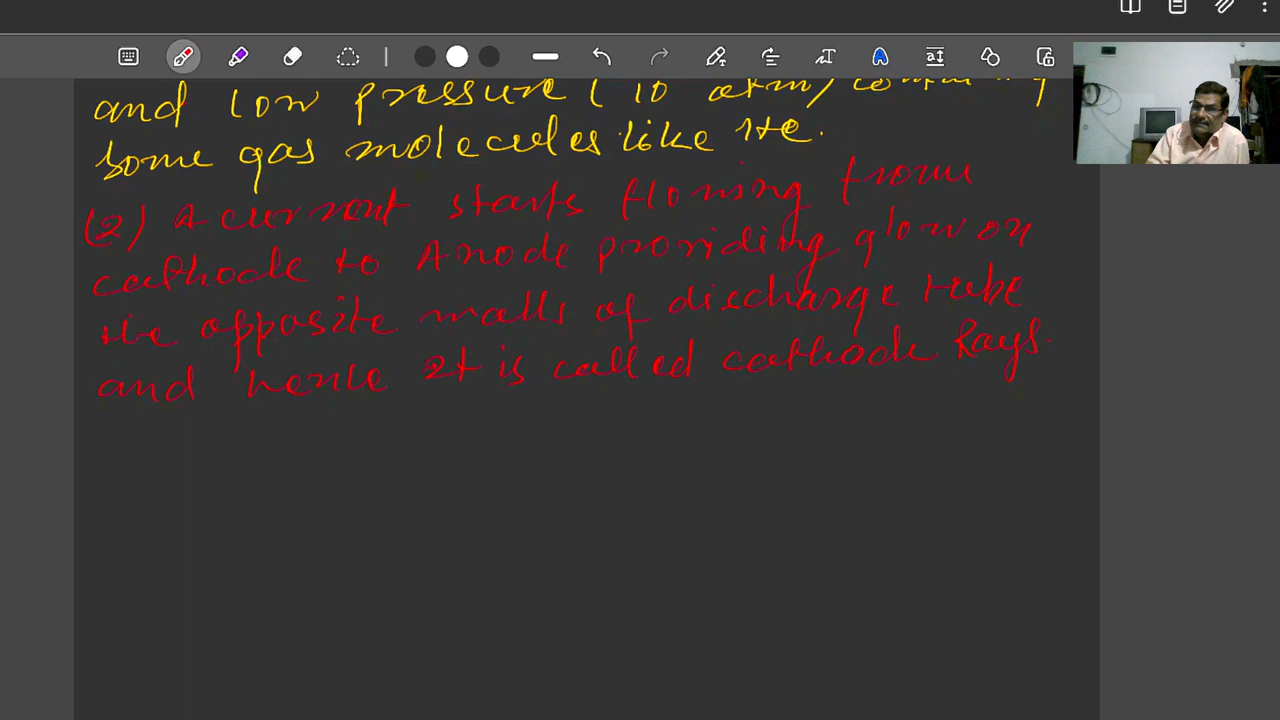 and low pressure ( 10 atm)
some gas molecules like He.
(2) A current starts flowing from
cathode to Anode providing glow on
the opposite walls of discharge tube
and hence It is called cathode Rays.